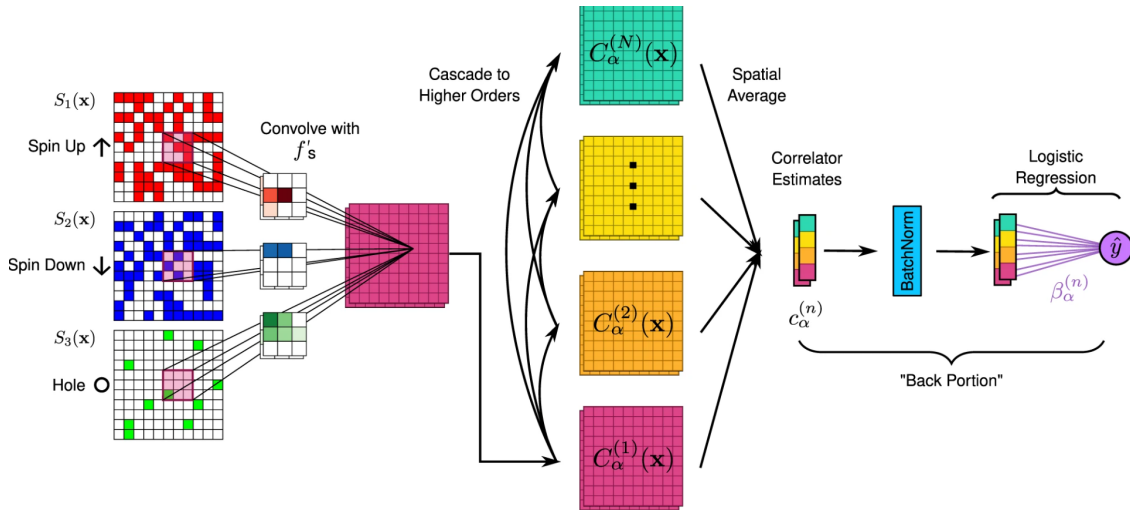 S₁(x)
Spin Up ↑
S₂(x)
Spin Down ↓
S₃(x)
Hole
Convolve with
f's
Cascade to
Higher Orders
C_α^(N)(x)
C_α^(2)(x)
C_α^(1)(x)
Spatial
Average
Correlator
Estimates
c_α^(n)
BatchNorm
Logistic
Regression
ŷ
β_α^(n)
"Back Portion"